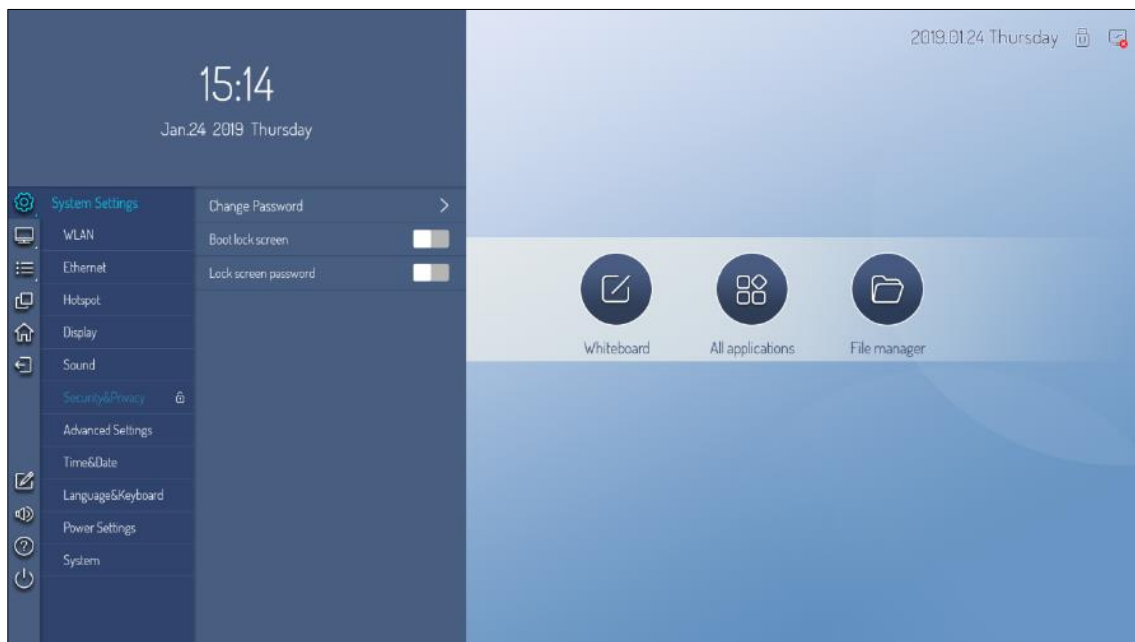 2019.01.24 Thursday
15:14
Jan.24 2019 Thursday
System Settings
WLAN
Ethernet
Hotspot
Display
Sound
Security&Privacy
Advanced Settings
Time&Date
Language&Keyboard
Power Settings
System
Change Password
Boot lock screen
Lock screen password
Whiteboard
All applications
File manager